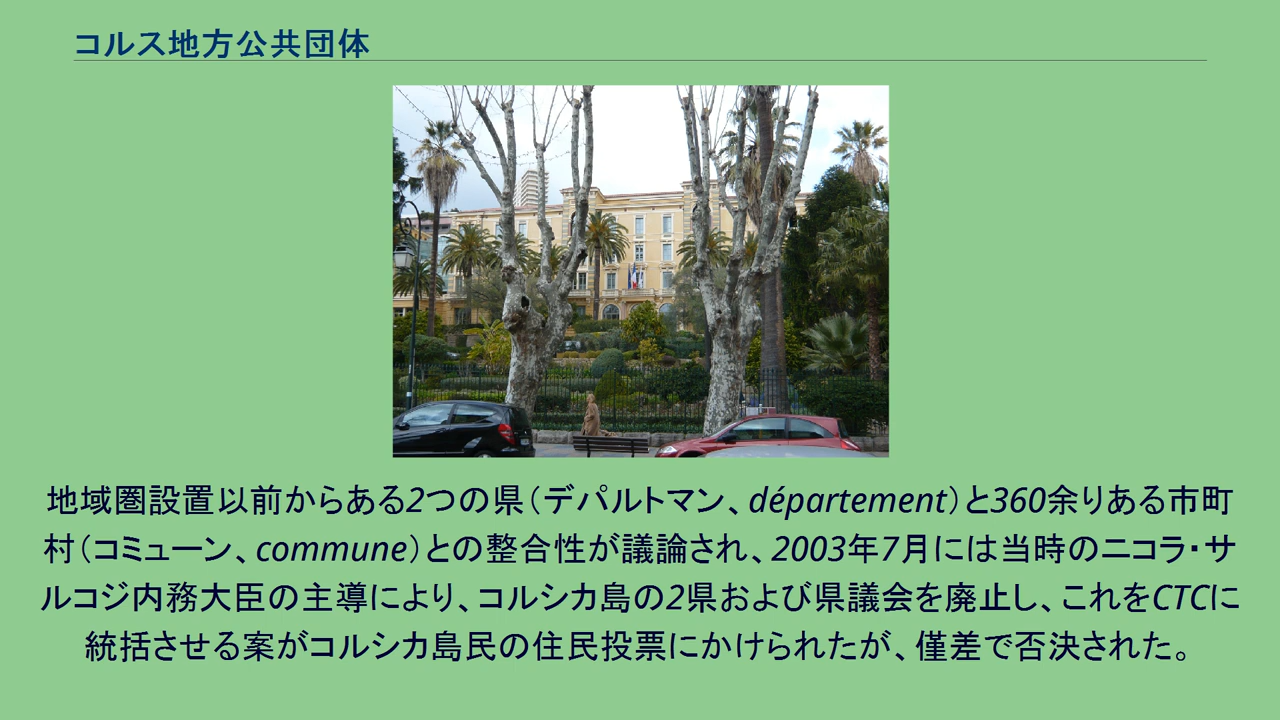 コルス地方公共団体
地域圏設置以前からある2つの県（デパルトマン、département）と360余りある市町
村（コミューン、commune）との整合性が議論され、2003年7月には当時のニコラ・サ
ルコジ内務大臣の主導により、コルシカ島の2県および県議会を廃止し、これをCTCに
統括させる案がコルシカ島民の住民投票にかけられたが、僅差で否決された。